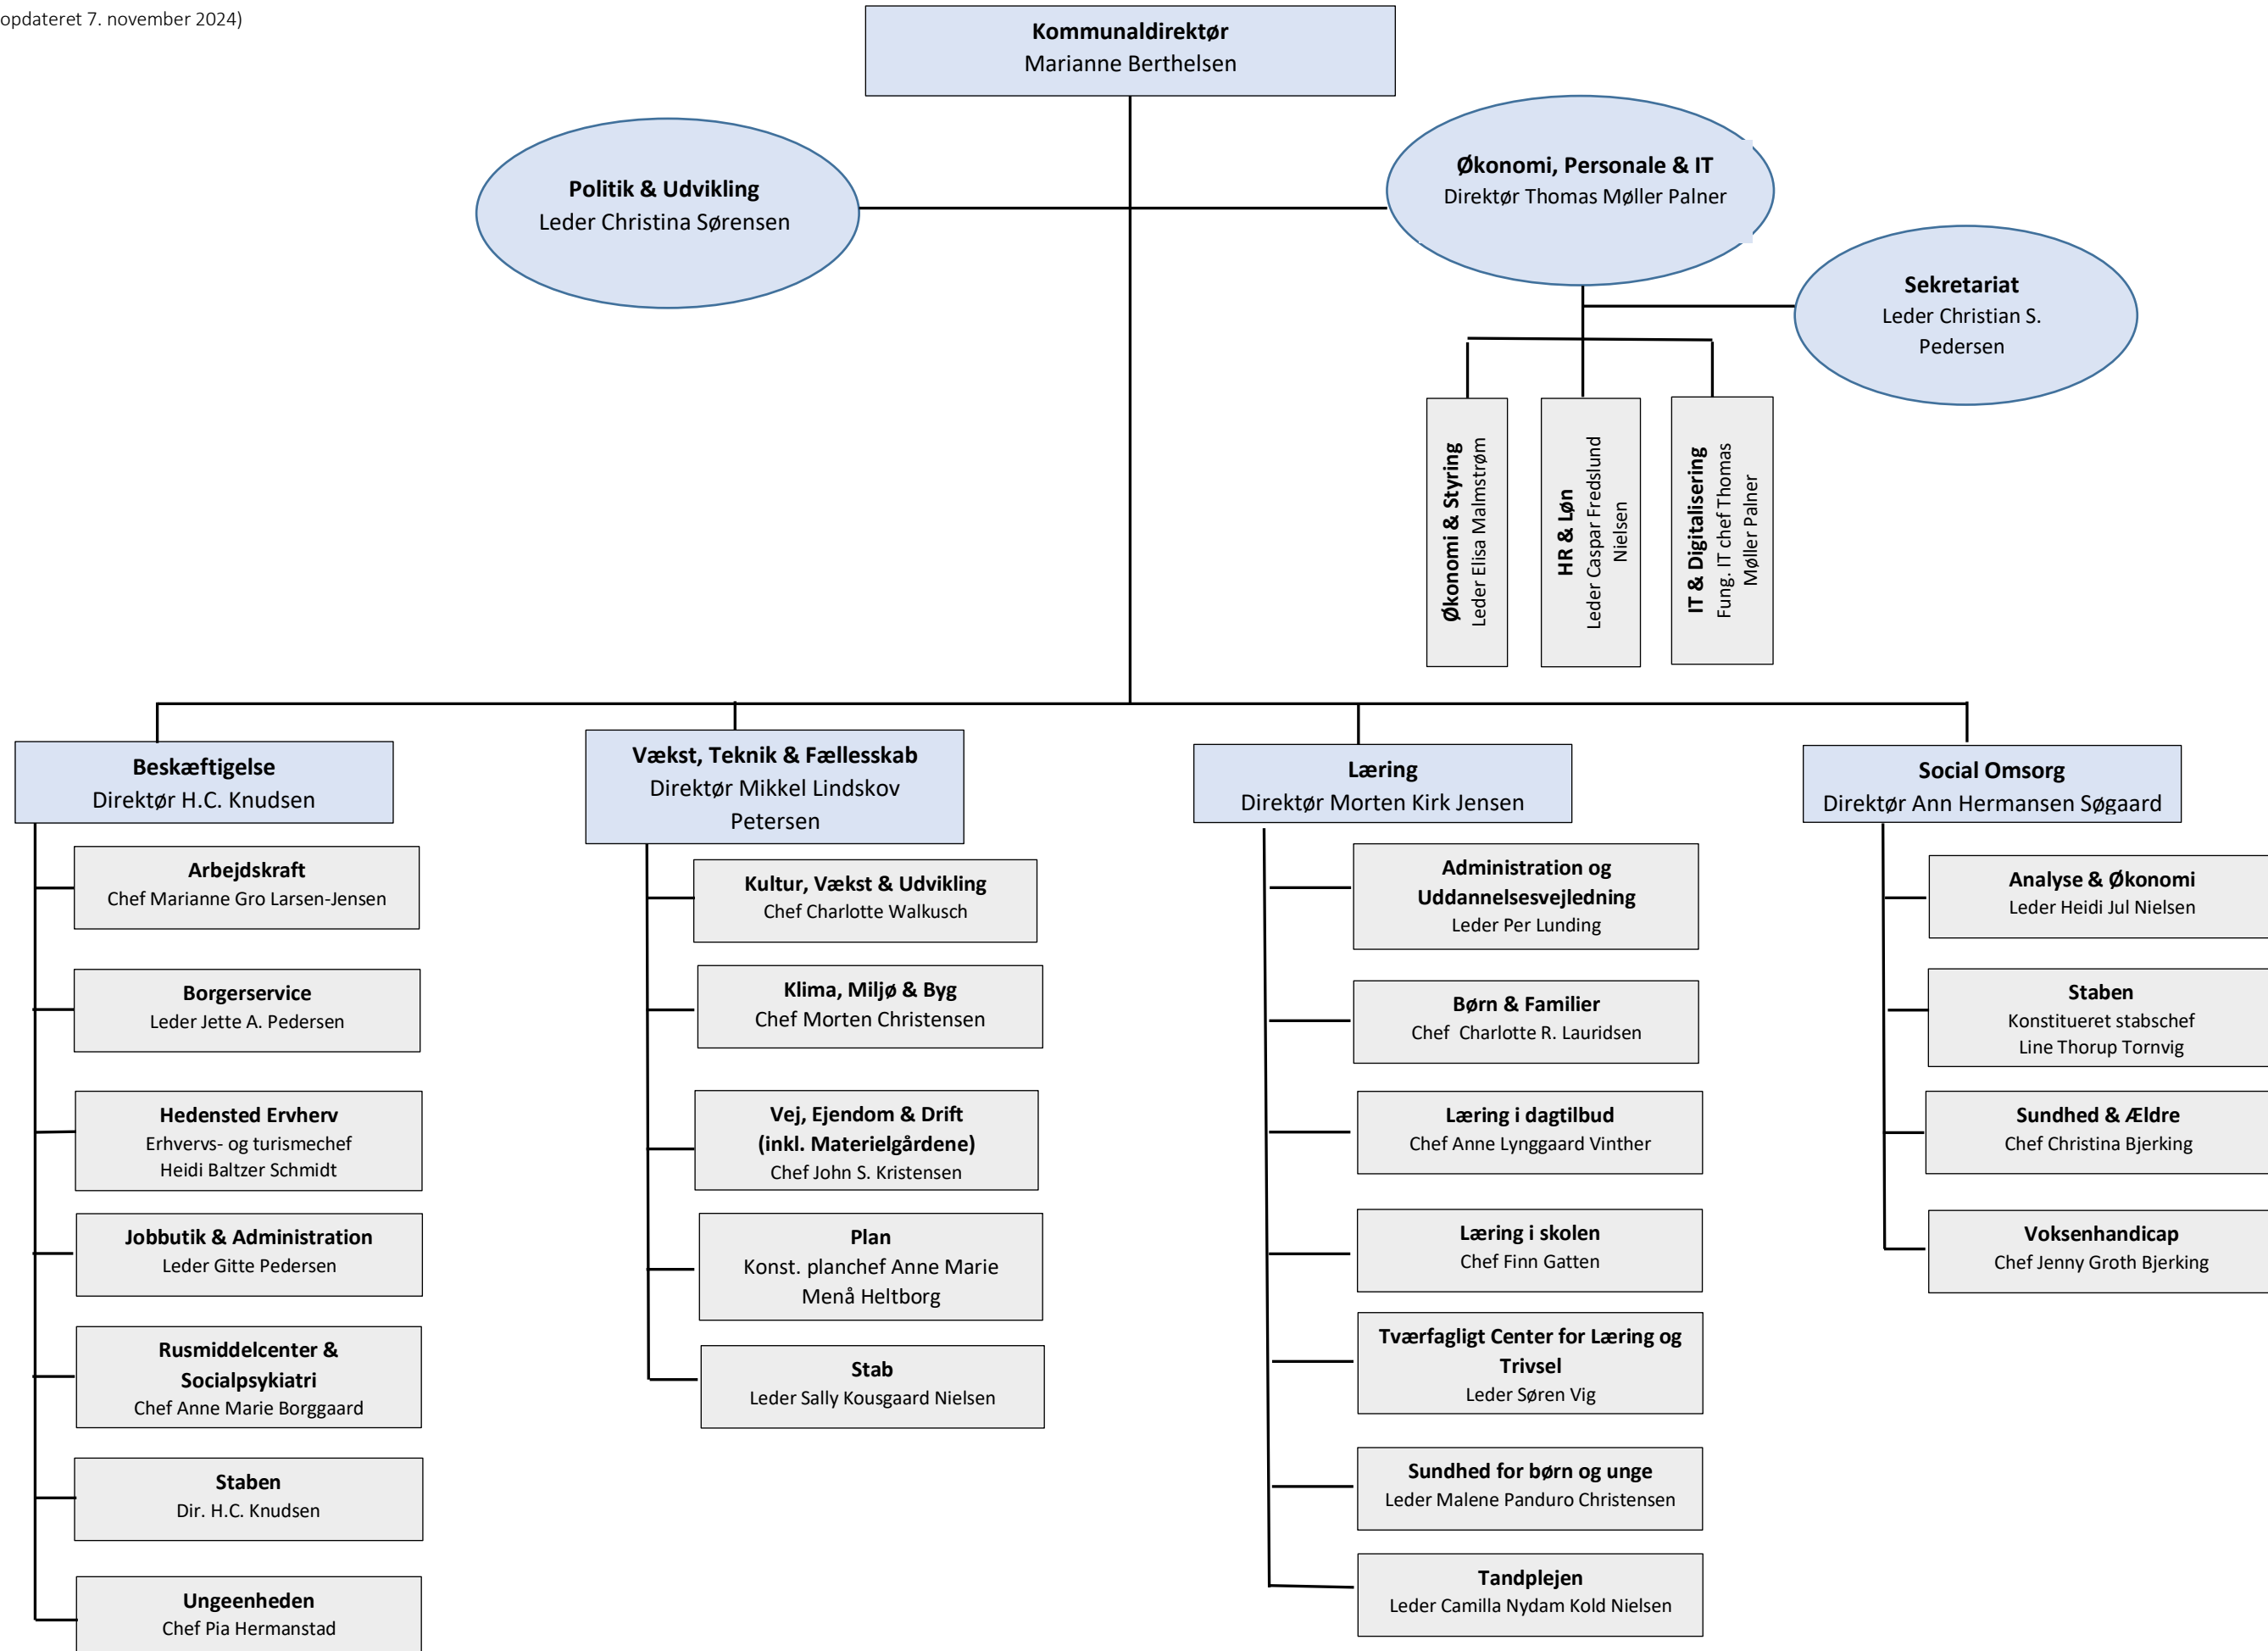 opdateret 7. november 2024)
Kommunaldirektør
Marianne Berthelsen
Politik & Udvikling
Leder Christina Sørensen
Økonomi, Personale & IT
Direktør Thomas Møller Palner
Sekretariat
Leder Christian S.
Pedersen
Økonomi & Styring
Leder Elisa Malmstrøm
HR & Løn
Leder Caspar Fredslund
Nielsen
IT & Digitalisering
Fung. IT chef Thomas
Møller Palner
Beskæftigelse
Direktør H.C. Knudsen
Arbejdskraft
Chef Marianne Gro Larsen-Jensen
Borgerservice
Leder Jette A. Pedersen
Hedensted Ervherv
Erhvervs- og turismechef
Heidi Baltzer Schmidt
Jobbutik & Administration
Leder Gitte Pedersen
Rusmiddelcenter &
Socialpsykiatri
Chef Anne Marie Borggaard
Staben
Dir. H.C. Knudsen
Ungeenheden
Chef Pia Hermanstad
Vækst, Teknik & Fællesskab
Direktør Mikkel Lindskov
Petersen
Kultur, Vækst & Udvikling
Chef Charlotte Walkusch
Klima, Miljø & Byg
Chef Morten Christensen
Vej, Ejendom & Drift
(inkl. Materielgårdene)
Chef John S. Kristensen
Plan
Konst. planchef Anne Marie
Menå Heltborg
Stab
Leder Sally Kousgaard Nielsen
Læring
Direktør Morten Kirk Jensen
Administration og
Uddannelsesvejledning
Leder Per Lunding
Børn & Familier
Chef  Charlotte R. Lauridsen
Læring i dagtilbud
Chef Anne Lynggaard Vinther
Læring i skolen
Chef Finn Gatten
Tværfagligt Center for Læring og
Trivsel
Leder Søren Vig
Sundhed for børn og unge
Leder Malene Panduro Christensen
Tandplejen
Leder Camilla Nydam Kold Nielsen
Social Omsorg
Direktør Ann Hermansen Søgaard
Analyse & Økonomi
Leder Heidi Jul Nielsen
Staben
Konstitueret stabschef
Line Thorup Tornvig
Sundhed & Ældre
Chef Christina Bjerking
Voksenhandicap
Chef Jenny Groth Bjerking